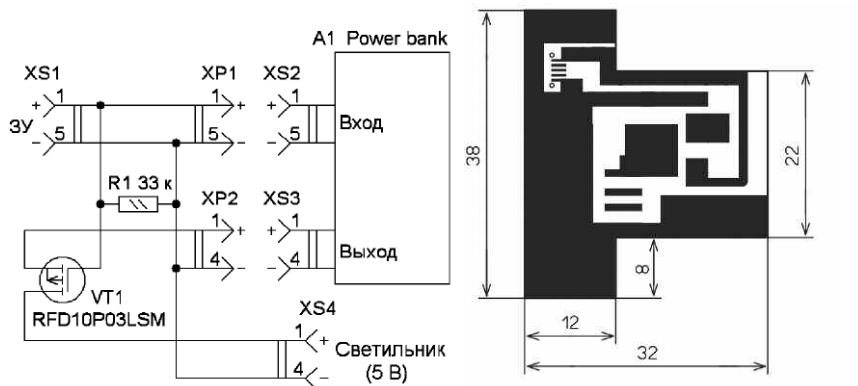 A1 Power bank
XS1 XP1 XS2
+ 1 1 + 1
ЗУ Вход
- 5 5 - 5
R1 33 к
XP2 XS3
1 + 1
Выход
4 - 4
VT1
RFD10P03LSM
XS4
1 +
Светильник
4 -
(5 В)
38
22
8
12
32